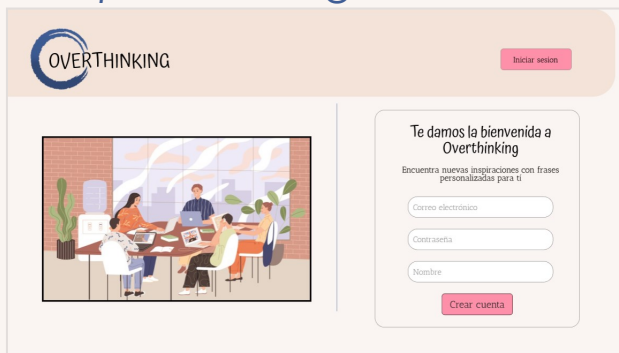 OVERTHINKING
Iniciar sesion
Te damos la bienvenida a
Overthinking
Encuentra nuevas inspiraciones con frases
personalizadas para ti
Correo electrónico
Contraseña
Nombre
Crear cuenta